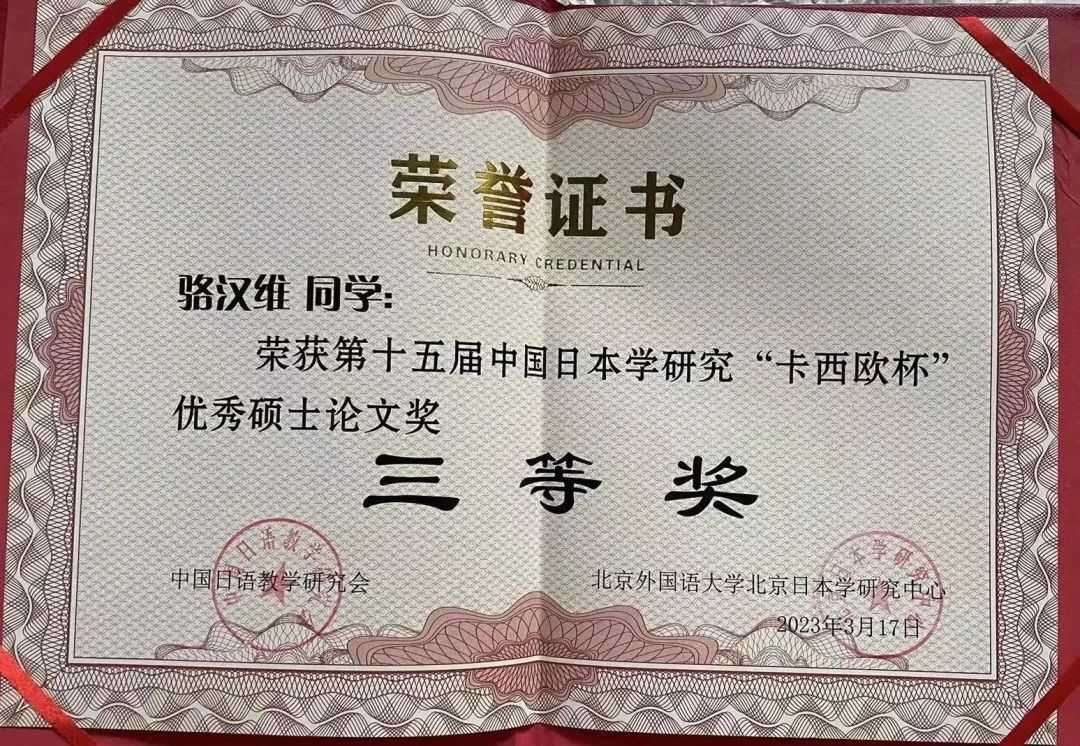 荣誉证书
HONORARY CREDENTIAL
骆汉维 同学：
荣获第十五届中国日本学研究“卡西欧杯”
优秀硕士论文奖
三等奖
中国日语教学研究会
北京外国语大学北京日本学研究中心
2023年3月17日